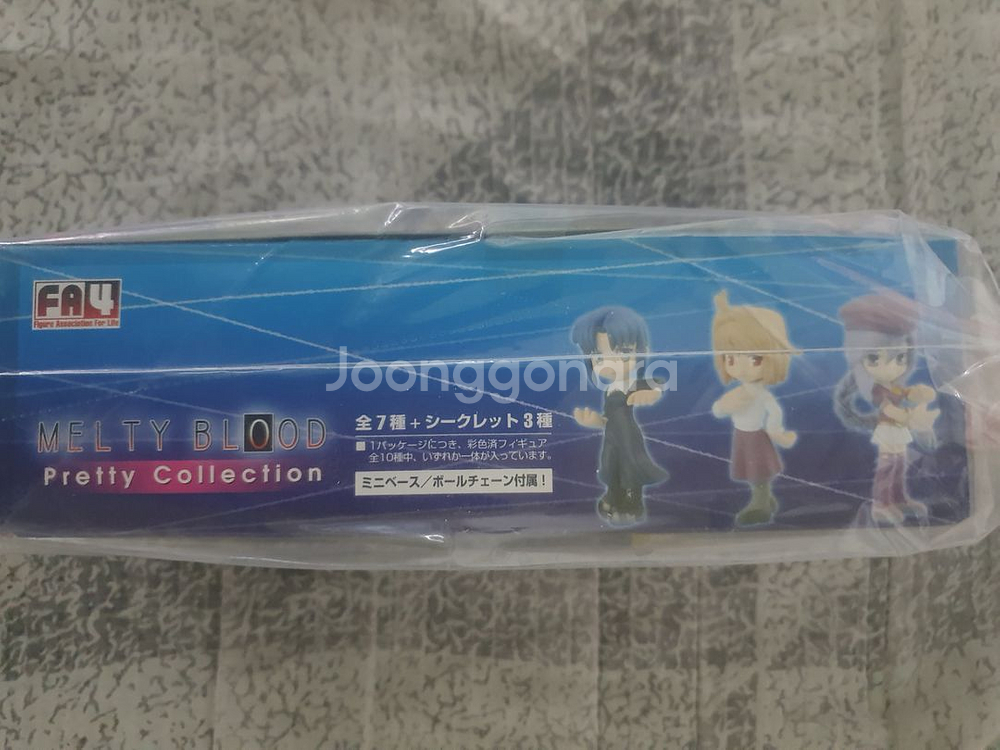 FA4
Figure Association For Life
Joonggonara
MELTY BLOOD
Pretty Collection
全7種+シークレット3種
■1パッケージにつき、彩色済フィギュア
全10種中、いずれか一体が入っています。
ミニベース／ボールチェーン付属！